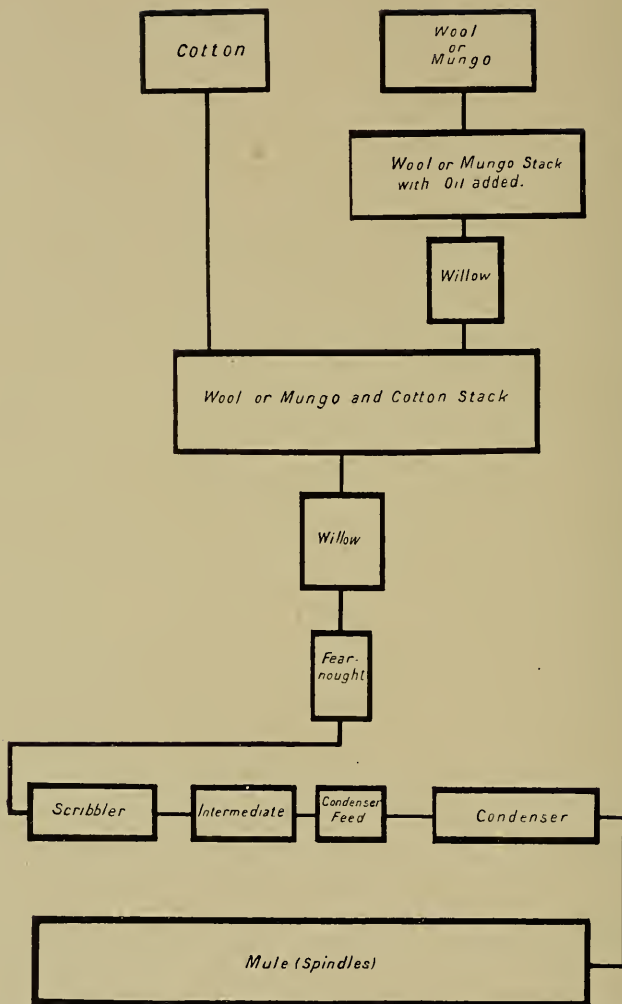 Cotton
Wool
or
Mungo
Wool or Mungo Stack
with Oil added.
Willow
Wool or Mungo and Cotton Stack
Willow
Fear-
nought
Scribbler
Intermediate
Condenser
Feed
Condenser
Mule (Spindles)